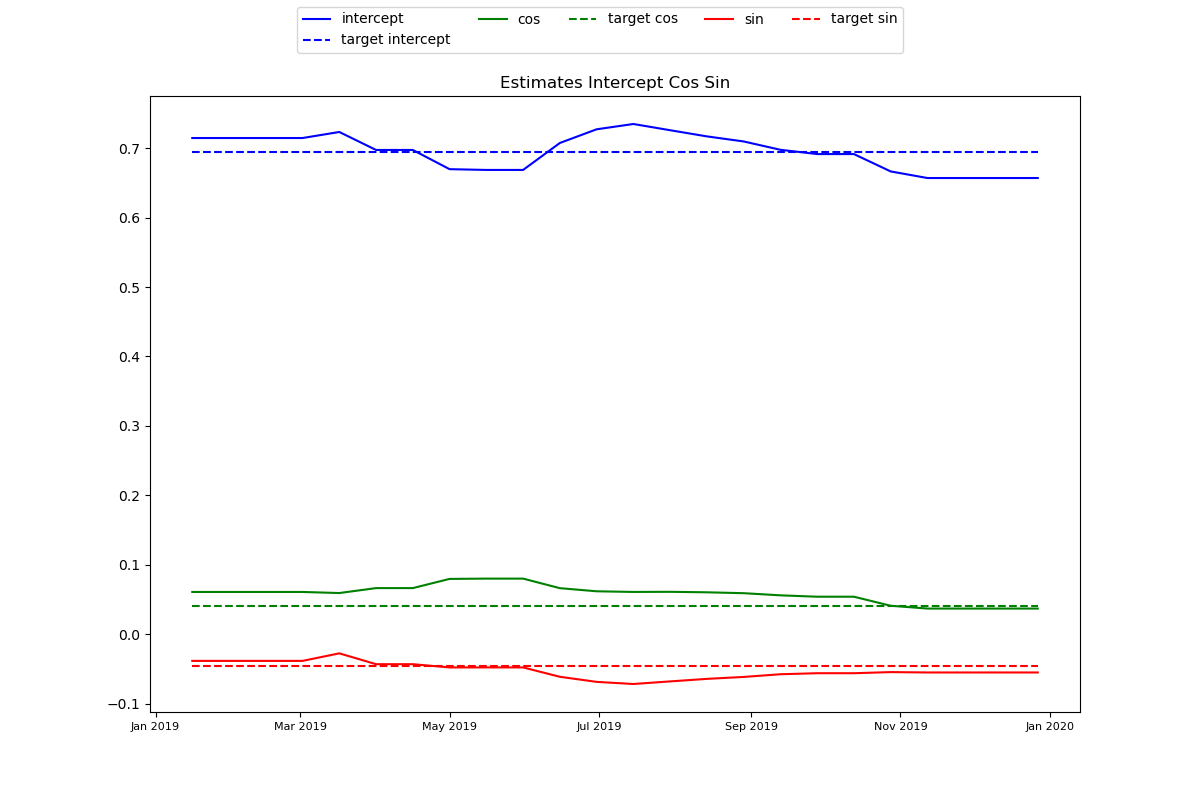 intercept cos target cos sin target sin
target intercept
Estimates Intercept Cos Sin
0.7
0.6
0.5
0.4
0.3
0.2
0.1
0.0
−0.1
Jan 2019 Mar 2019 May 2019 Jul 2019 Sep 2019 Nov 2019 Jan 2020